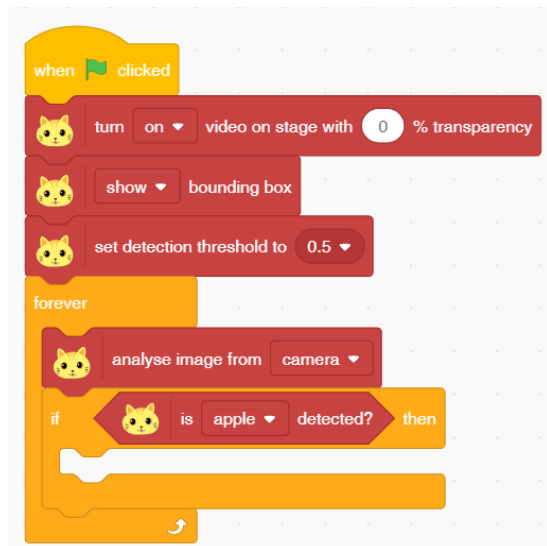 when clicked
turn on video on stage with 0 % transparency
show bounding box
set detection threshold to 0.5
forever
analyse image from camera
if is apple detected? then